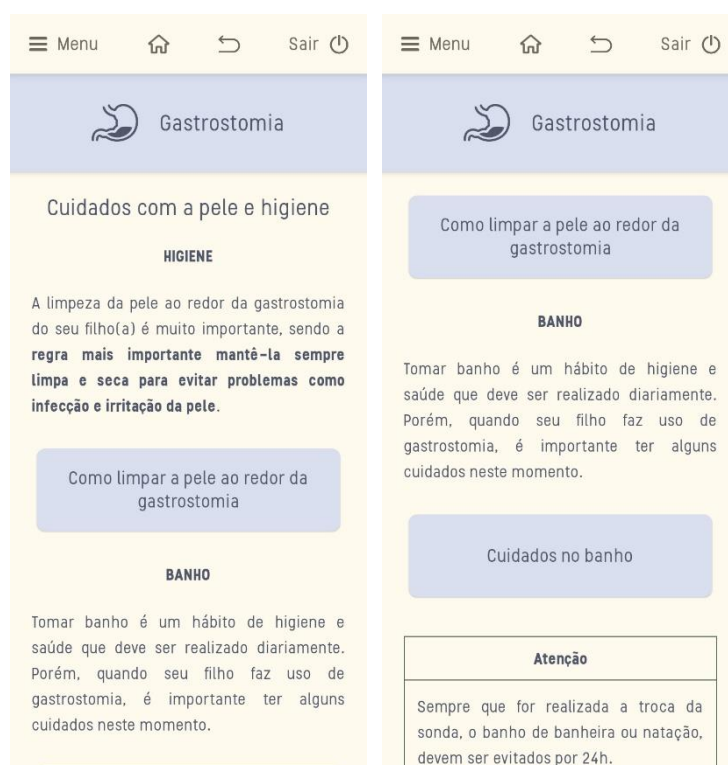 Menu
Sair
Gastrostomia
Cuidados com a pele e higiene
HIGIENE
A limpeza da pele ao redor da gastrostomia
do seu filho(a) é muito importante, sendo a
regra mais importante mantê-la sempre
limpa e seca para evitar problemas como
infecção e irritação da pele.
Como limpar a pele ao redor da
gastrostomia
BANHO
Tomar banho é um hábito de higiene e
saúde que deve ser realizado diariamente.
Porém, quando seu filho faz uso de
gastrostomia, é importante ter alguns
cuidados neste momento.
Menu
Sair
Gastrostomia
Como limpar a pele ao redor da
gastrostomia
BANHO
Tomar banho é um hábito de higiene e
saúde que deve ser realizado diariamente.
Porém, quando seu filho faz uso de
gastrostomia, é importante ter alguns
cuidados neste momento.
Cuidados no banho
Atenção
Sempre que for realizada a troca da
sonda, o banho de banheira ou natação,
devem ser evitados por 24h.